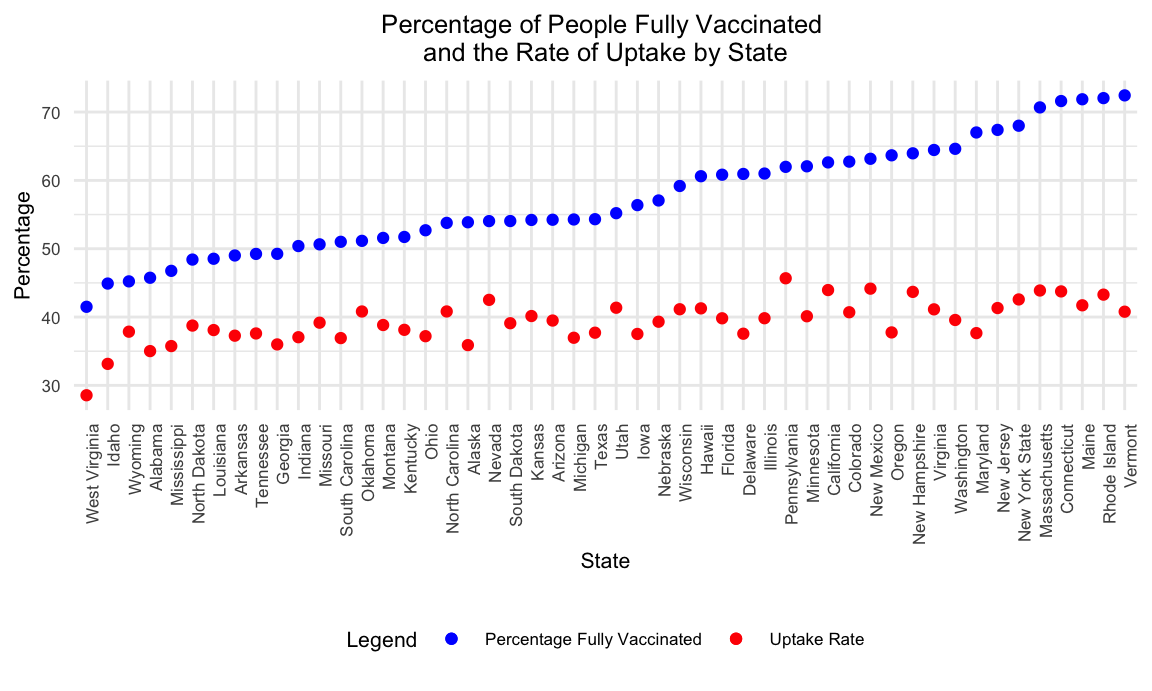 Percentage of People Fully Vaccinated
and the Rate of Uptake by State
Percentage
70
60
50
40
30
West Virginia
Idaho
Wyoming
Alabama
Mississippi
North Dakota
Louisiana
Arkansas
Tennessee
Georgia
Indiana
Missouri
South Carolina
Oklahoma
Montana
Kentucky
Ohio
North Carolina
Alaska
Nevada
South Dakota
Kansas
Arizona
Michigan
Texas
Utah
Iowa
Nebraska
Wisconsin
Hawaii
Florida
Delaware
Illinois
Pennsylvania
Minnesota
California
Colorado
New Mexico
Oregon
New Hampshire
Virginia
Washington
Maryland
New Jersey
New York State
Massachusetts
Connecticut
Maine
Rhode Island
Vermont
State
Legend
Percentage Fully Vaccinated
Uptake Rate